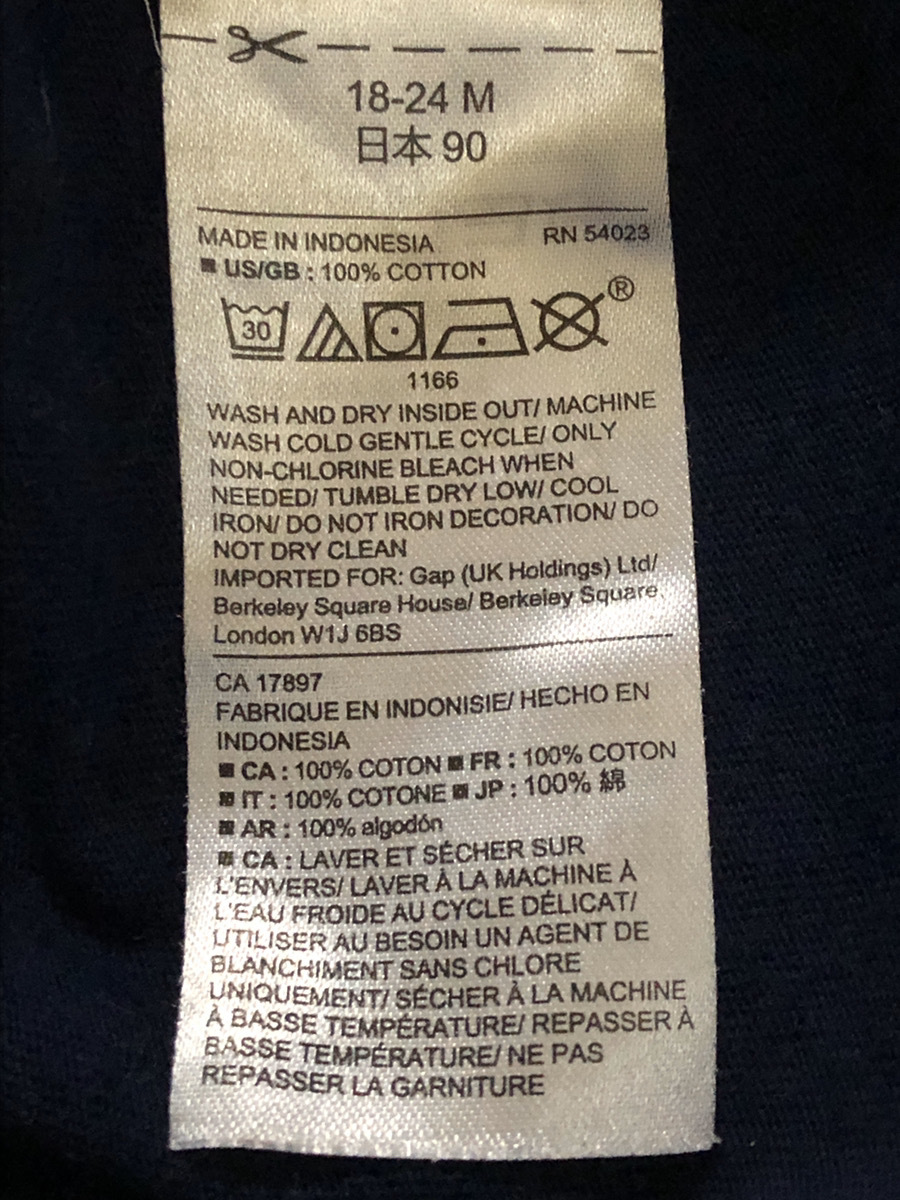 18-24 M
日本 90
MADE IN INDONESIA RN 54023
■ US/GB : 100% COTTON
30 ®
1166
WASH AND DRY INSIDE OUT/ MACHINE
WASH COLD GENTLE CYCLE/ ONLY
NON-CHLORINE BLEACH WHEN
NEEDED/ TUMBLE DRY LOW/ COOL
IRON/ DO NOT IRON DECORATION/ DO
NOT DRY CLEAN
IMPORTED FOR: Gap (UK Holdings) Ltd/
Berkeley Square House/ Berkeley Square,
London W1J 6BS
CA 17897
FABRIQUE EN INDONISIE/ HECHO EN
INDONESIA
■ CA : 100% COTON ■ FR : 100% COTON
■ IT : 100% COTONE ■ JP : 100% 綿
■ AR : 100% algodón
■ CA : LAVER ET SÉCHER SUR
L'ENVERS/ LAVER À LA MACHINE À
L'EAU FROIDE AU CYCLE DÉLICAT/
UTILISER AU BESOIN UN AGENT DE
BLANCHIMENT SANS CHLORE
UNIQUEMENT/ SÉCHER À LA MACHINE
À BASSE TEMPÉRATURE/ REPASSER À
BASSE TEMPÉRATURE/ NE PAS
REPASSER LA GARNITURE